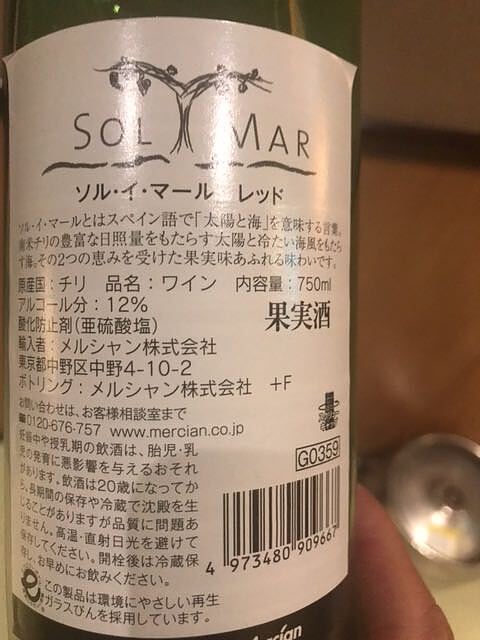 SOL Y MAR
ソル・イ・マール レッド
ソル・イ・マールとはスペイン語で「太陽と海」を意味する言葉。
南米チリの豊富な日照量をもたらす太陽と冷たい海風をもたら
す海。その2つの恵みを受けた果実味あふれる味わいです。
原産国：チリ 品名：ワイン 内容量：750ml
アルコール分：12%
果実酒
酸化防止剤(亜硫酸塩)
輸入者：メルシャン株式会社
東京都中野区中野4-10-2
ボトリング：メルシャン株式会社 +F
お問い合わせは、お客様相談室まで
0120-676-757 www.mercian.co.jp
妊娠中や授乳期の飲酒は、胎児・乳
児の発育に悪影響を与えるおそれ
があります。飲酒は20歳になってか
ら。長期間の保存や冷蔵で沈殿を生
じることがありますが品質に問題あ
りません。高温・直射日光を避けて
保存してください。開栓後は冷蔵保
存し、お早めにお飲みください。
G0359
4 973480 909667
この製品は環境にやさしい再生
ガラスびんを採用しています。
Mercian